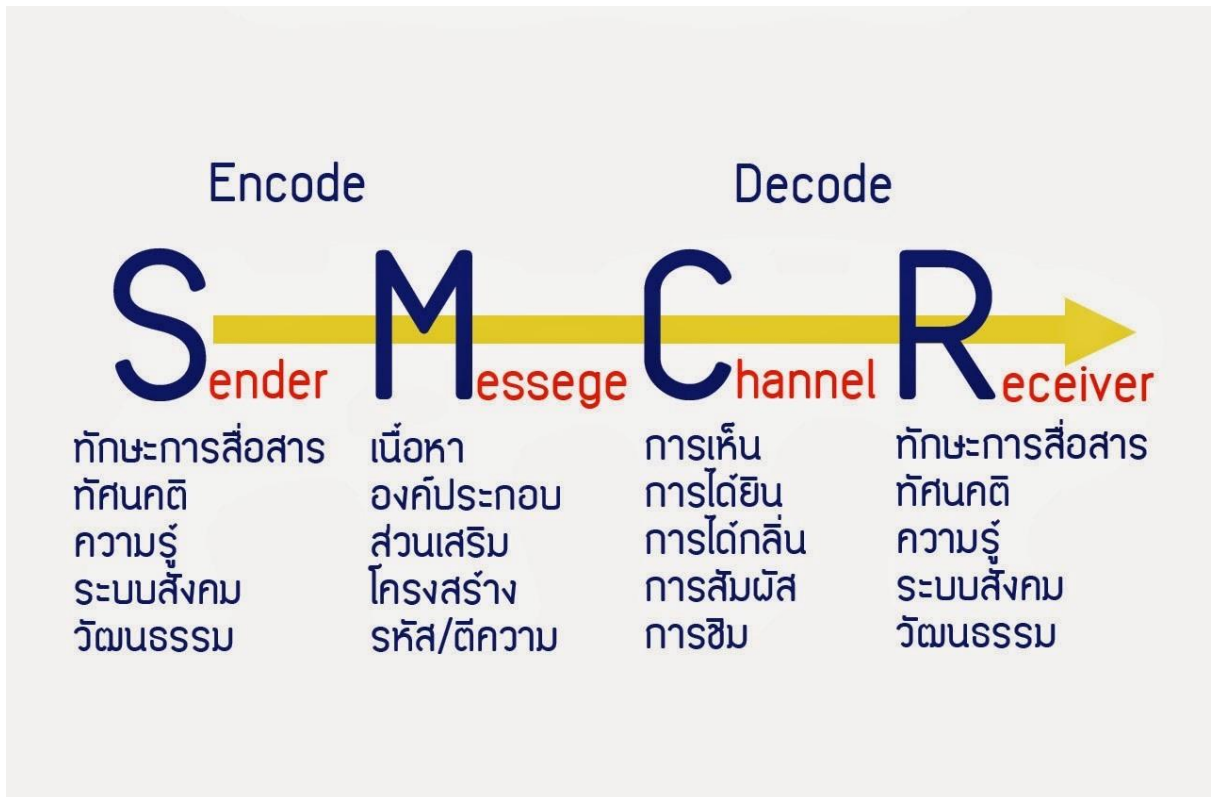 Encode
Decode
Sender
Messege
Channel
Receiver
ทักษะการสื่อสาร
ทัศนคติ
ความรู้
ระบบสังคม
วัฒนธรรม
เนื้อหา
องค์ประกอบ
ส่วนเสริม
โครงสร้าง
รหัส/ตีความ
การเห็น
การได้ยิน
การได้กลิ่น
การสัมผัส
การชิม
ทักษะการสื่อสาร
ทัศนคติ
ความรู้
ระบบสังคม
วัฒนธรรม